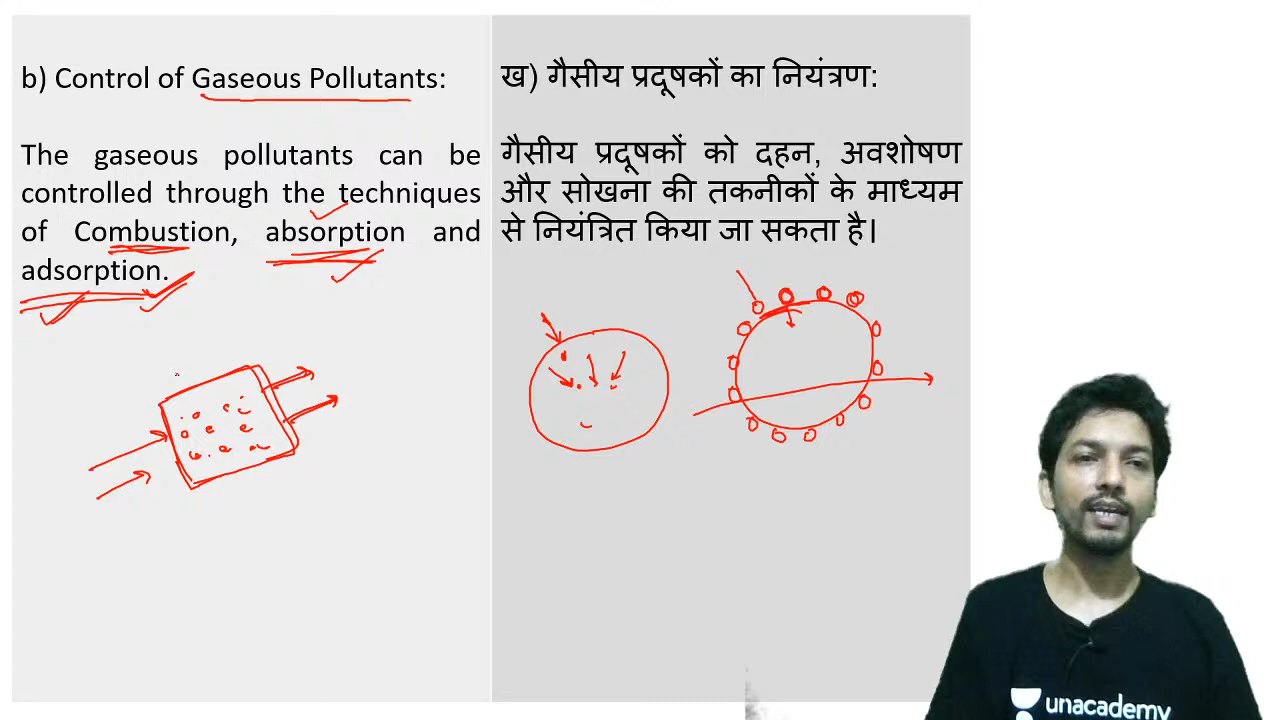 b) Control of Gaseous Pollutants:
The gaseous pollutants can be
controlled through the techniques
of Combustion, absorption and
adsorption.
ख) गैसीय प्रदूषकों का नियंत्रण:
गैसीय प्रदूषकों को दहन, अवशोषण
और सोखना की तकनीकों के माध्यम
से नियंत्रित किया जा सकता है।
unacademy